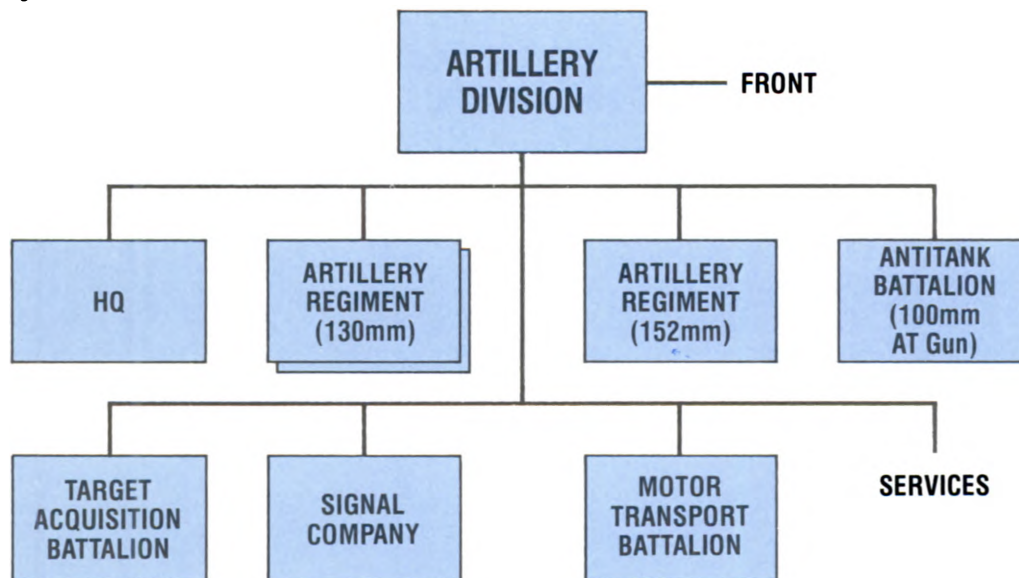 ARTILLERY
DIVISION
FRONT
HQ
ARTILLERY
REGIMENT
(130mm)
ARTILLERY
REGIMENT
(152mm)
ANTITANK
BATTALION
(100mm
AT Gun)
TARGET
ACQUISITION
BATTALION
SIGNAL
COMPANY
MOTOR
TRANSPORT
BATTALION
SERVICES